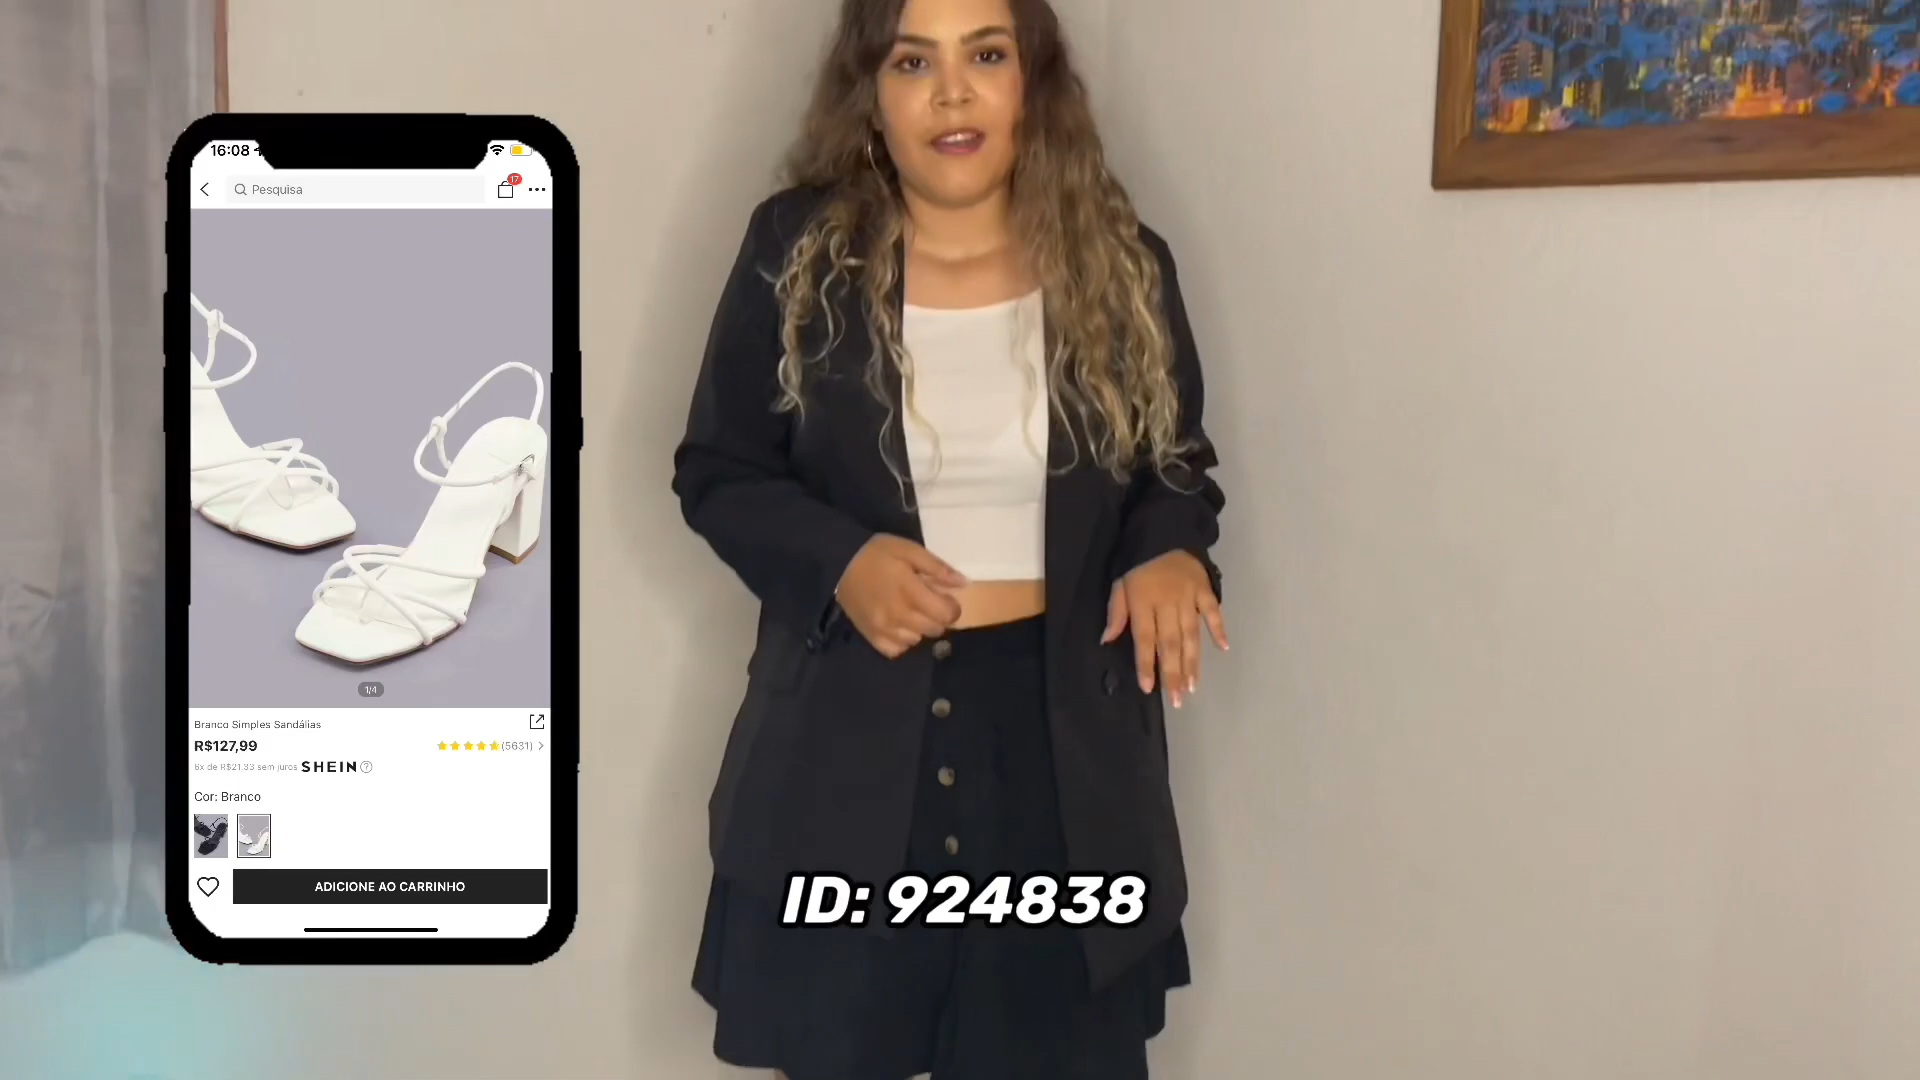 16:08
Pesquisa
17
1/4
Branco Simples Sandálias
R$127,99
(5631)
6x de R$21.33 sem juros SHEIN ?
Cor: Branco
ADICIONE AO CARRINHO
ID: 924838